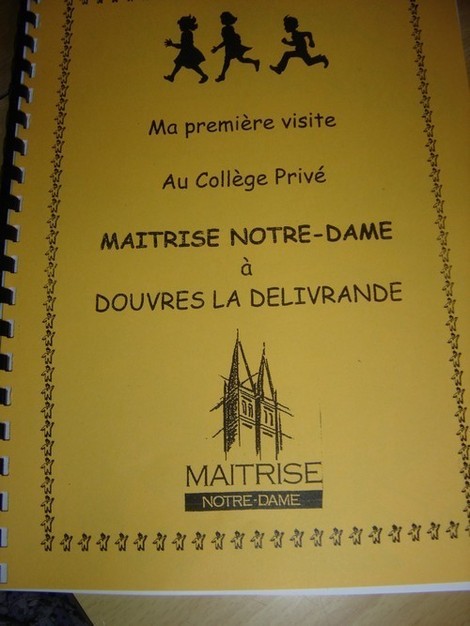 Ma première visite
Au Collège Privé
MAITRISE NOTRE-DAME
à
DOUVRES LA DELIVRANDE
MAITRISE
NOTRE-DAME